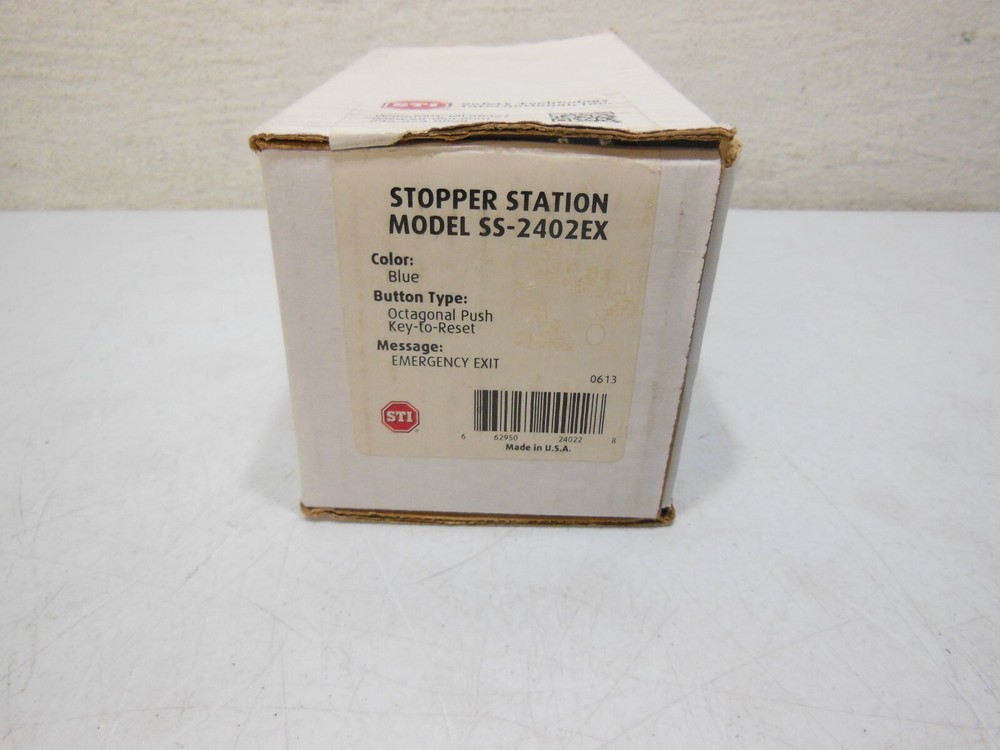 STI
STOPPER STATION
MODEL SS-2402EX
Color:
Blue
Button Type:
Octagonal Push
Key-to-Reset
Message:
EMERGENCY EXIT
0613
STI
6 62950 24022 8
Made in U.S.A.